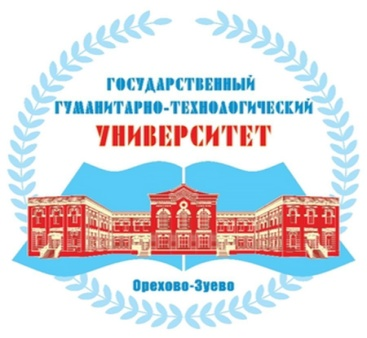 ГОСУДАРСТВЕННЫЙ
ГУМАНИТАРНО-ТЕХНОЛОГИЧЕСКИЙ
УНИВЕРСИТЕТ
Орехово-Зуево